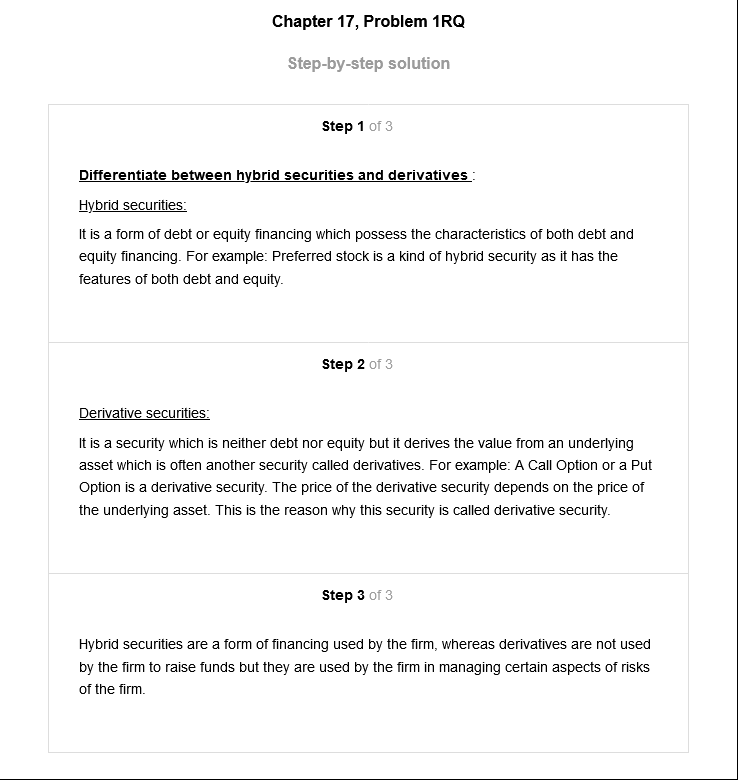 Chapter 17, Problem 1RQ
Step-by-step solution
Step 1 of 3
Differentiate between hybrid securities and derivatives :
Hybrid securities:
It is a form of debt or equity financing which possess the characteristics of both debt and
equity financing. For example: Preferred stock is a kind of hybrid security as it has the
features of both debt and equity.
Step 2 of 3
Derivative securities:
It is a security which is neither debt nor equity but it derives the value from an underlying
asset which is often another security called derivatives. For example: A Call Option or a Put
Option is a derivative security. The price of the derivative security depends on the price of
the underlying asset. This is the reason why this security is called derivative security.
Step 3 of 3
Hybrid securities are a form of financing used by the firm, whereas derivatives are not used
by the firm to raise funds but they are used by the firm in managing certain aspects of risks
of the firm.